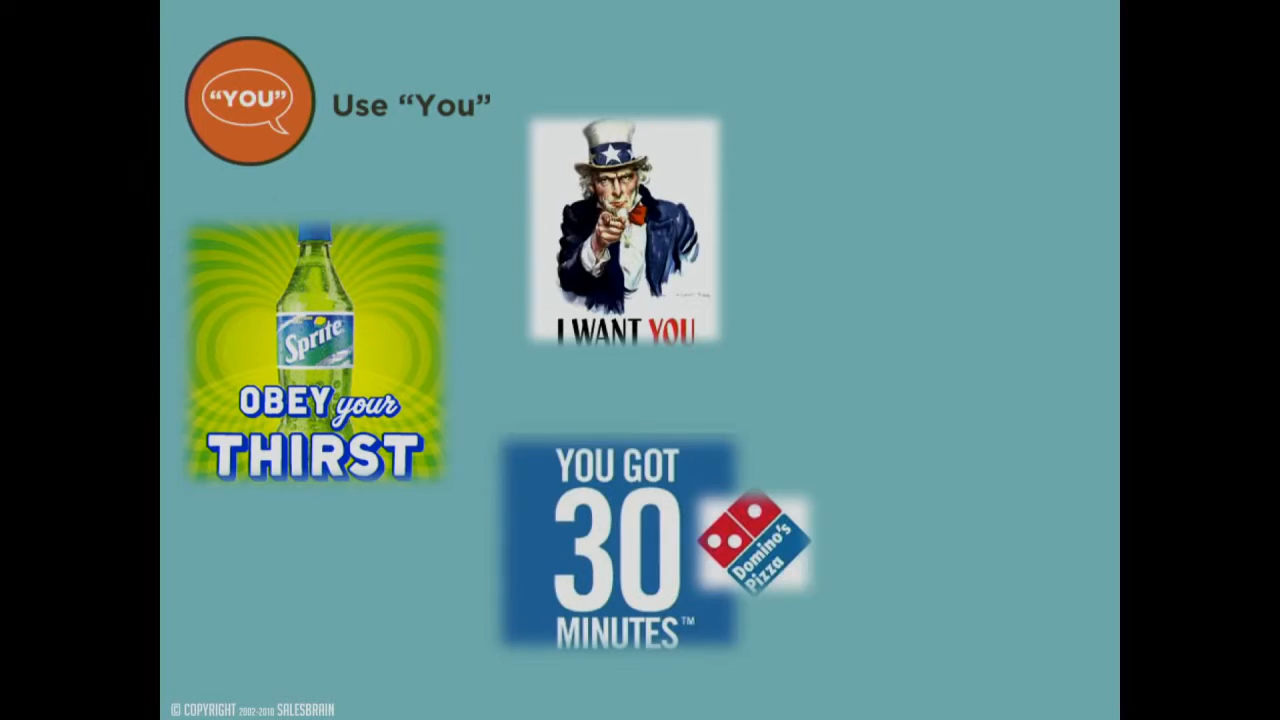 “YOU”
Use “You”
I WANT YOU
Sprite
OBEY your
THIRST
YOU GOT
30
MINUTES™
Domino's
Pizza
© COPYRIGHT 2002-2010 SALESBRAIN